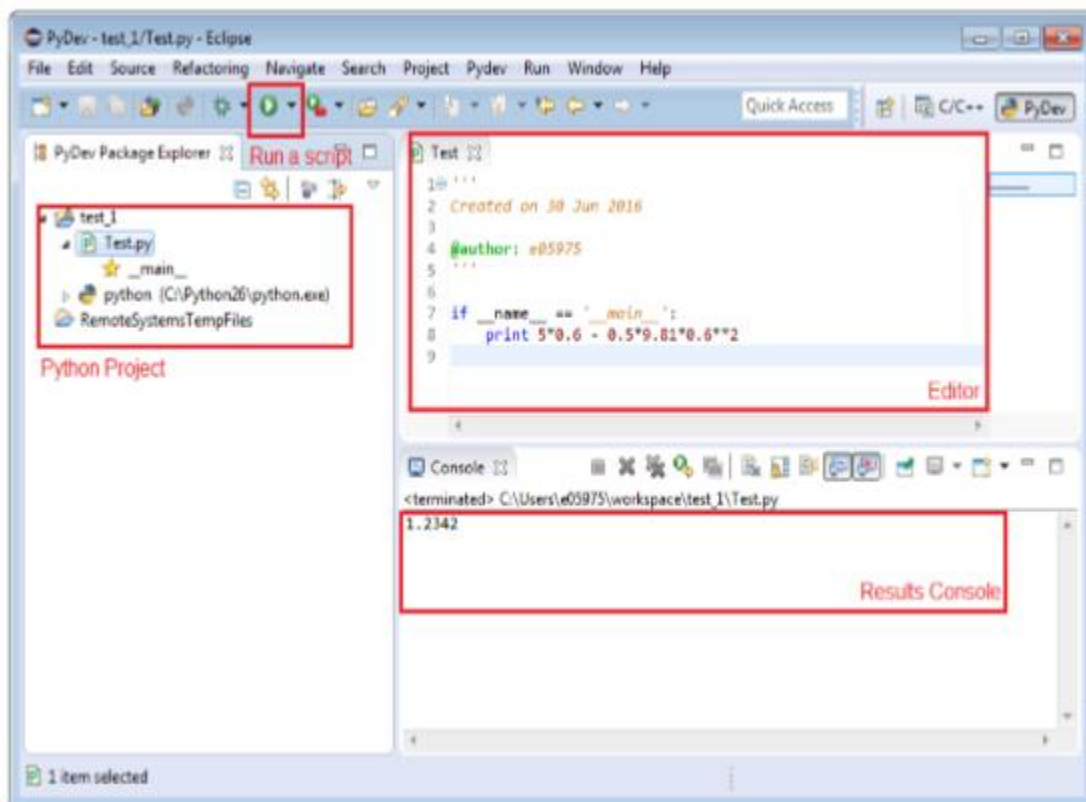 PyDev - test_1/Test.py - Eclipse
File Edit Source Refactoring Navigate Search Project Pydev Run Window Help
Quick Access C/C++ PyDev
PyDev Package Explorer
Run a script
test_1
Test.py
__main__
python (C:\Python26\python.exe)
RemoteSystemsTempFiles
Python Project
Test
1 '''
2 Created on 30 Jun 2016
3
4 @author: e05975
5 '''
6
7 if __name__ == '__main__':
8 print 5*0.6 - 0.5*9.81*0.6**2
9
Editor
Console
<terminated> C:\Users\e05975\workspace\test_1\Test.py
1.2342
Results Console
1 item selected